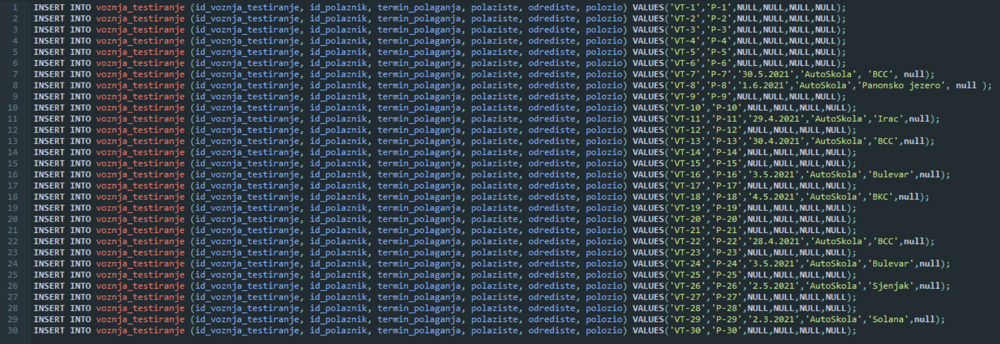 1 INSERT INTO voznja_testiranje (id_voznja_testiranje, id_polaznik, termin_polaganja, polaziste, odrediste, polozio) VALUES('VT-1','P-1',NULL,NULL,NULL,NULL);
2 INSERT INTO voznja_testiranje (id_voznja_testiranje, id_polaznik, termin_polaganja, polaziste, odrediste, polozio) VALUES('VT-2','P-2',NULL,NULL,NULL,NULL);
3 INSERT INTO voznja_testiranje (id_voznja_testiranje, id_polaznik, termin_polaganja, polaziste, odrediste, polozio) VALUES('VT-3','P-3',NULL,NULL,NULL,NULL);
4 INSERT INTO voznja_testiranje (id_voznja_testiranje, id_polaznik, termin_polaganja, polaziste, odrediste, polozio) VALUES('VT-4','P-4',NULL,NULL,NULL,NULL);
5 INSERT INTO voznja_testiranje (id_voznja_testiranje, id_polaznik, termin_polaganja, polaziste, odrediste, polozio) VALUES('VT-5','P-5',NULL,NULL,NULL,NULL);
6 INSERT INTO voznja_testiranje (id_voznja_testiranje, id_polaznik, termin_polaganja, polaziste, odrediste, polozio) VALUES('VT-6','P-6',NULL,NULL,NULL,NULL);
7 INSERT INTO voznja_testiranje (id_voznja_testiranje, id_polaznik, termin_polaganja, polaziste, odrediste, polozio) VALUES('VT-7','P-7','30.5.2021','AutoSkola', 'BCC', null);
8 INSERT INTO voznja_testiranje (id_voznja_testiranje, id_polaznik, termin_polaganja, polaziste, odrediste, polozio) VALUES('VT-8','P-8','1.6.2021','AutoSkola','Panonsko jezero', null );
9 INSERT INTO voznja_testiranje (id_voznja_testiranje, id_polaznik, termin_polaganja, polaziste, odrediste, polozio) VALUES('VT-9','P-9',NULL,NULL,NULL,NULL);
10 INSERT INTO voznja_testiranje (id_voznja_testiranje, id_polaznik, termin_polaganja, polaziste, odrediste, polozio) VALUES('VT-10','P-10',NULL,NULL,NULL,NULL);
11 INSERT INTO voznja_testiranje (id_voznja_testiranje, id_polaznik, termin_polaganja, polaziste, odrediste, polozio) VALUES('VT-11','P-11','29.4.2021','AutoSkola','Irac',null);
12 INSERT INTO voznja_testiranje (id_voznja_testiranje, id_polaznik, termin_polaganja, polaziste, odrediste, polozio) VALUES('VT-12','P-12',NULL,NULL,NULL,NULL);
13 INSERT INTO voznja_testiranje (id_voznja_testiranje, id_polaznik, termin_polaganja, polaziste, odrediste, polozio) VALUES('VT-13','P-13','30.4.2021','AutoSkola','BCC',null);
14 INSERT INTO voznja_testiranje (id_voznja_testiranje, id_polaznik, termin_polaganja, polaziste, odrediste, polozio) VALUES('VT-14','P-14',NULL,NULL,NULL,NULL);
15 INSERT INTO voznja_testiranje (id_voznja_testiranje, id_polaznik, termin_polaganja, polaziste, odrediste, polozio) VALUES('VT-15','P-15',NULL,NULL,NULL,NULL);
16 INSERT INTO voznja_testiranje (id_voznja_testiranje, id_polaznik, termin_polaganja, polaziste, odrediste, polozio) VALUES('VT-16','P-16','3.5.2021','AutoSkola','Bulevar',null);
17 INSERT INTO voznja_testiranje (id_voznja_testiranje, id_polaznik, termin_polaganja, polaziste, odrediste, polozio) VALUES('VT-17','P-17',NULL,NULL,NULL,NULL);
18 INSERT INTO voznja_testiranje (id_voznja_testiranje, id_polaznik, termin_polaganja, polaziste, odrediste, polozio) VALUES('VT-18','P-18','4.5.2021','AutoSkola','BKC',null);
19 INSERT INTO voznja_testiranje (id_voznja_testiranje, id_polaznik, termin_polaganja, polaziste, odrediste, polozio) VALUES('VT-19','P-19',NULL,NULL,NULL,NULL);
20 INSERT INTO voznja_testiranje (id_voznja_testiranje, id_polaznik, termin_polaganja, polaziste, odrediste, polozio) VALUES('VT-20','P-20',NULL,NULL,NULL,NULL);
21 INSERT INTO voznja_testiranje (id_voznja_testiranje, id_polaznik, termin_polaganja, polaziste, odrediste, polozio) VALUES('VT-21','P-21',NULL,NULL,NULL,NULL);
22 INSERT INTO voznja_testiranje (id_voznja_testiranje, id_polaznik, termin_polaganja, polaziste, odrediste, polozio) VALUES('VT-22','P-22','28.4.2021','AutoSkola','BCC',null);
23 INSERT INTO voznja_testiranje (id_voznja_testiranje, id_polaznik, termin_polaganja, polaziste, odrediste, polozio) VALUES('VT-23','P-23',NULL,NULL,NULL,NULL);
24 INSERT INTO voznja_testiranje (id_voznja_testiranje, id_polaznik, termin_polaganja, polaziste, odrediste, polozio) VALUES('VT-24','P-24','3.5.2021','AutoSkola','Bulevar',null);
25 INSERT INTO voznja_testiranje (id_voznja_testiranje, id_polaznik, termin_polaganja, polaziste, odrediste, polozio) VALUES('VT-25','P-25',NULL,NULL,NULL,NULL);
26 INSERT INTO voznja_testiranje (id_voznja_testiranje, id_polaznik, termin_polaganja, polaziste, odrediste, polozio) VALUES('VT-26','P-26','2.5.2021','AutoSkola','Sjenjak',null);
27 INSERT INTO voznja_testiranje (id_voznja_testiranje, id_polaznik, termin_polaganja, polaziste, odrediste, polozio) VALUES('VT-27','P-27',NULL,NULL,NULL,NULL);
28 INSERT INTO voznja_testiranje (id_voznja_testiranje, id_polaznik, termin_polaganja, polaziste, odrediste, polozio) VALUES('VT-28','P-28',NULL,NULL,NULL,NULL);
29 INSERT INTO voznja_testiranje (id_voznja_testiranje, id_polaznik, termin_polaganja, polaziste, odrediste, polozio) VALUES('VT-29','P-29','2.3.2021','AutoSkola','Solana',null);
30 INSERT INTO voznja_testiranje (id_voznja_testiranje, id_polaznik, termin_polaganja, polaziste, odrediste, polozio) VALUES('VT-30','P-30',NULL,NULL,NULL,NULL);